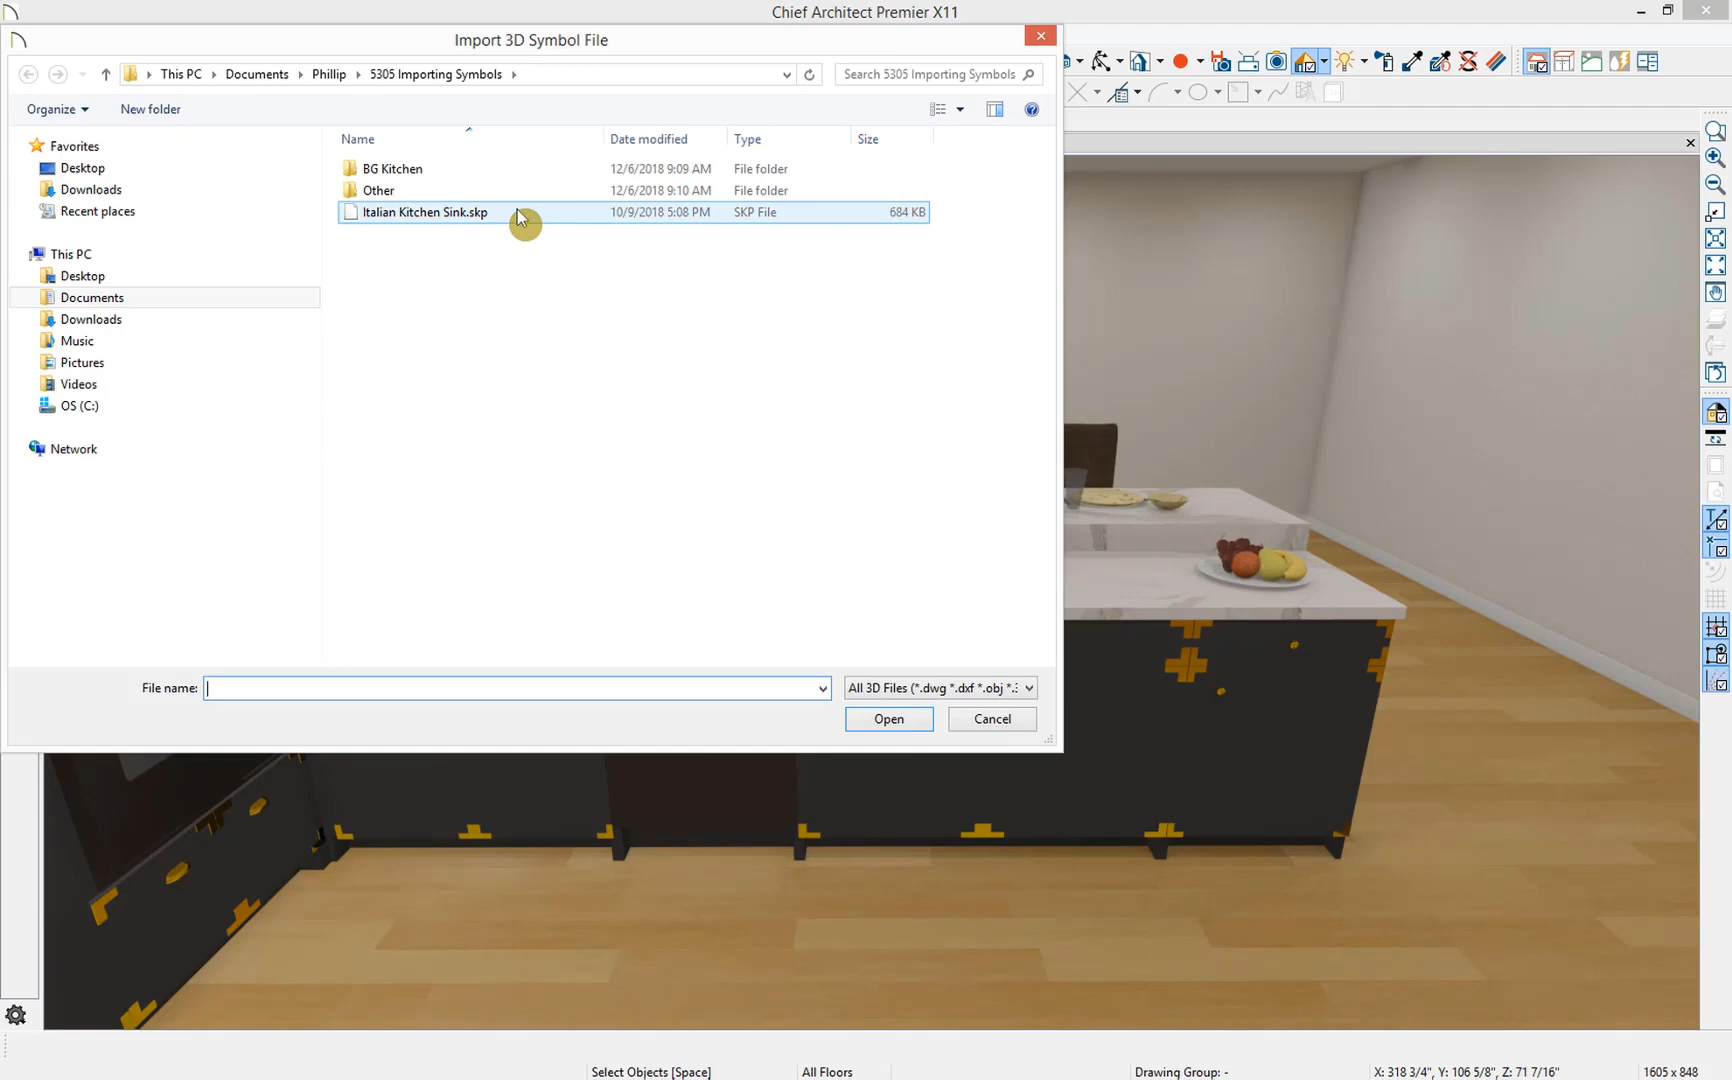 Chief Architect Premier X11
Import 3D Symbol File
This PC Documents Phillip 5305 Importing Symbols
Search 5305 Importing Symbols
Organize New folder
Name Date modified Type Size
Favorites
Desktop
Downloads
Recent places
This PC
Desktop
Documents
Downloads
Music
Pictures
Videos
OS (C:)
Network
BG Kitchen 12/6/2018 9:09 AM File folder
Other 12/6/2018 9:10 AM File folder
Italian Kitchen Sink.skp 10/9/2018 5:08 PM SKP File 684 KB
File name:
All 3D Files (*.dwg *.dxf *.obj *.:
Open Cancel
Select Objects [Space] All Floors Drawing Group: - X: 318 3/4", Y: 106 5/8", Z: 71 7/16" 1605 x 848